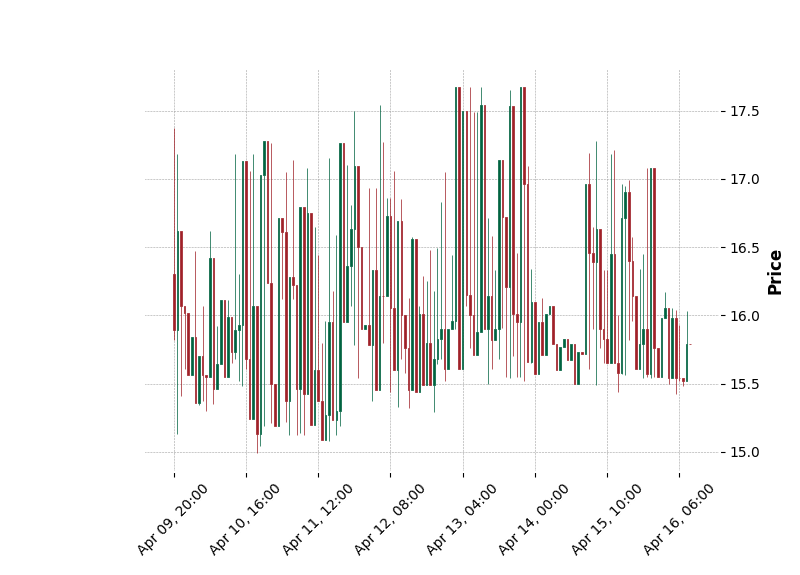 17.5
17.0
16.5
16.0
15.5
15.0
Price
Apr 09, 20:00
Apr 10, 16:00
Apr 11, 12:00
Apr 12, 08:00
Apr 13, 04:00
Apr 14, 00:00
Apr 15, 10:00
Apr 16, 06:00